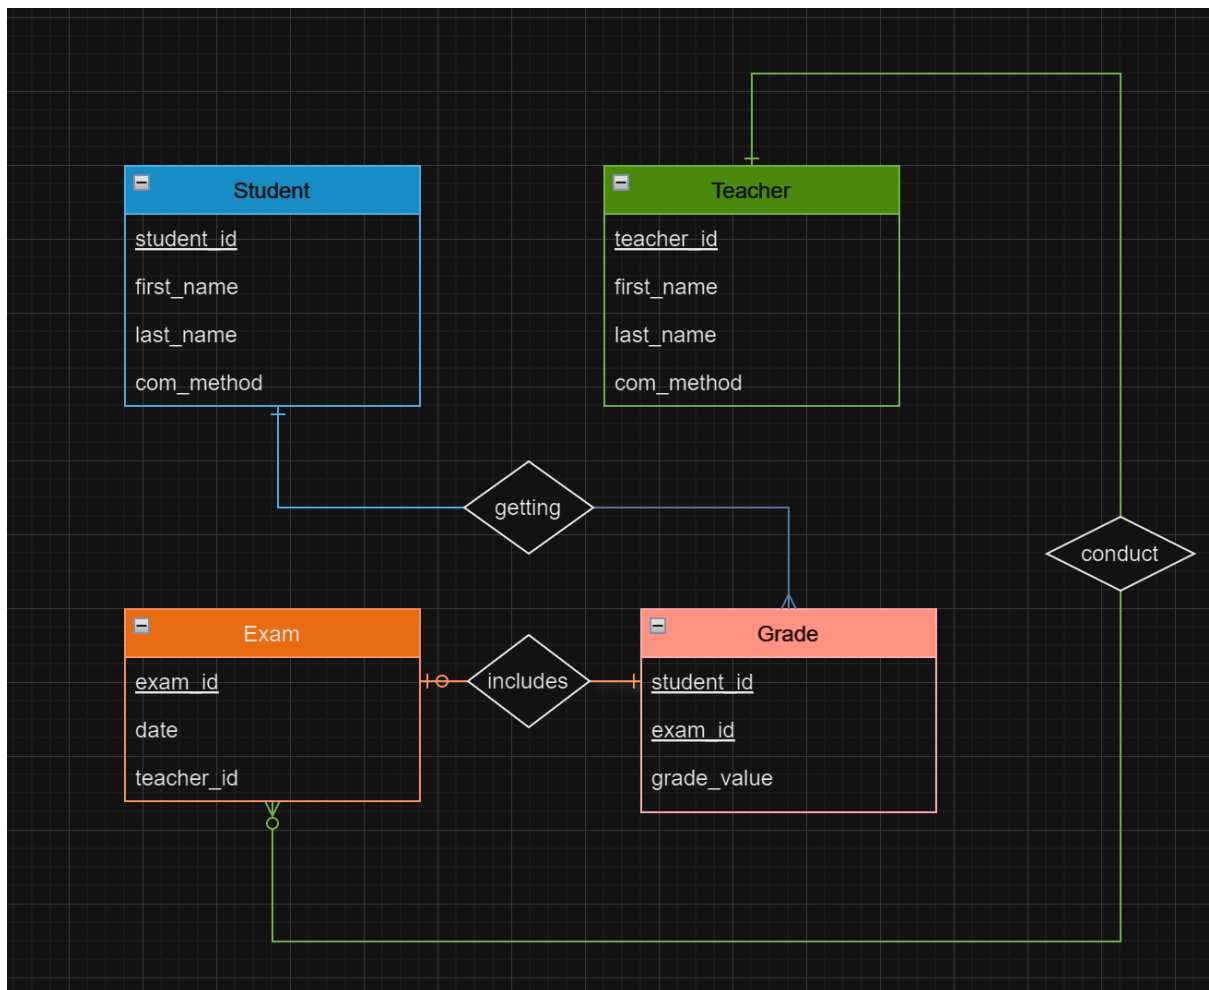 Student
student_id
first_name
last_name
com_method
Teacher
teacher_id
first_name
last_name
com_method
getting
conduct
Exam
exam_id
date
teacher_id
includes
Grade
student_id
exam_id
grade_value